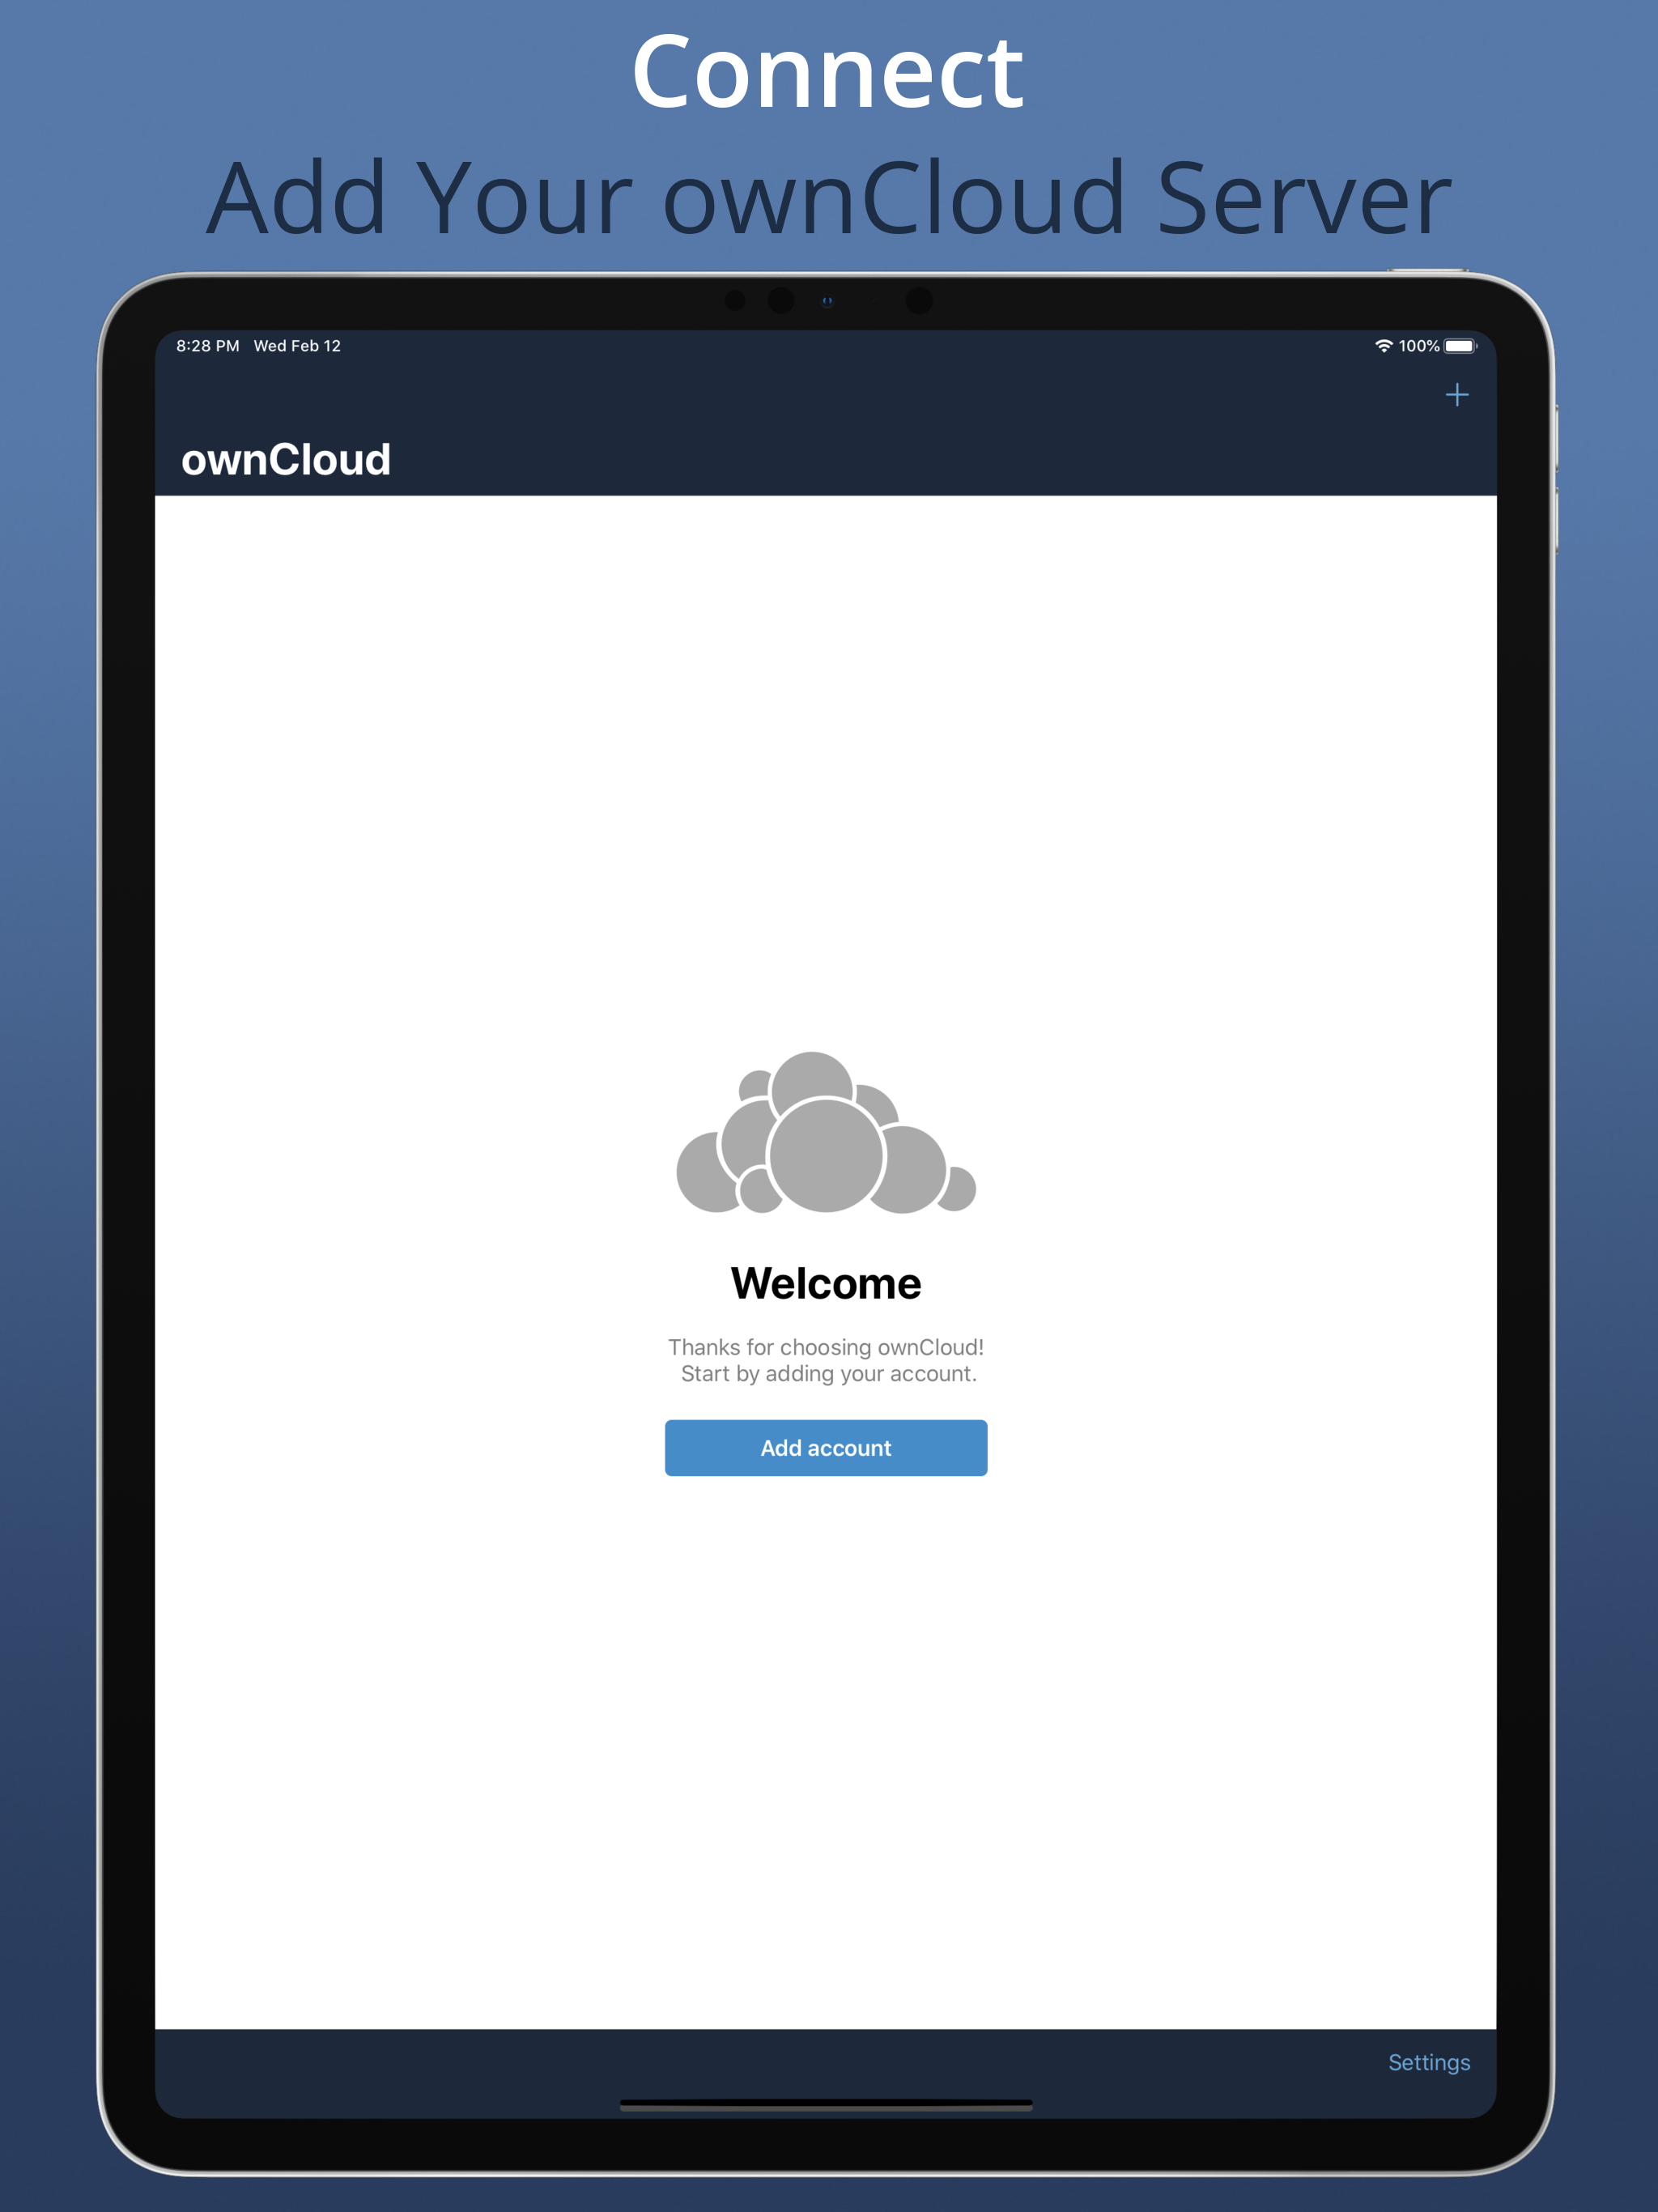 Connect
Add Your ownCloud Server
8:28 PM Wed Feb 12
100%
ownCloud
Welcome
Thanks for choosing ownCloud!
Start by adding your account.
Add account
Settings